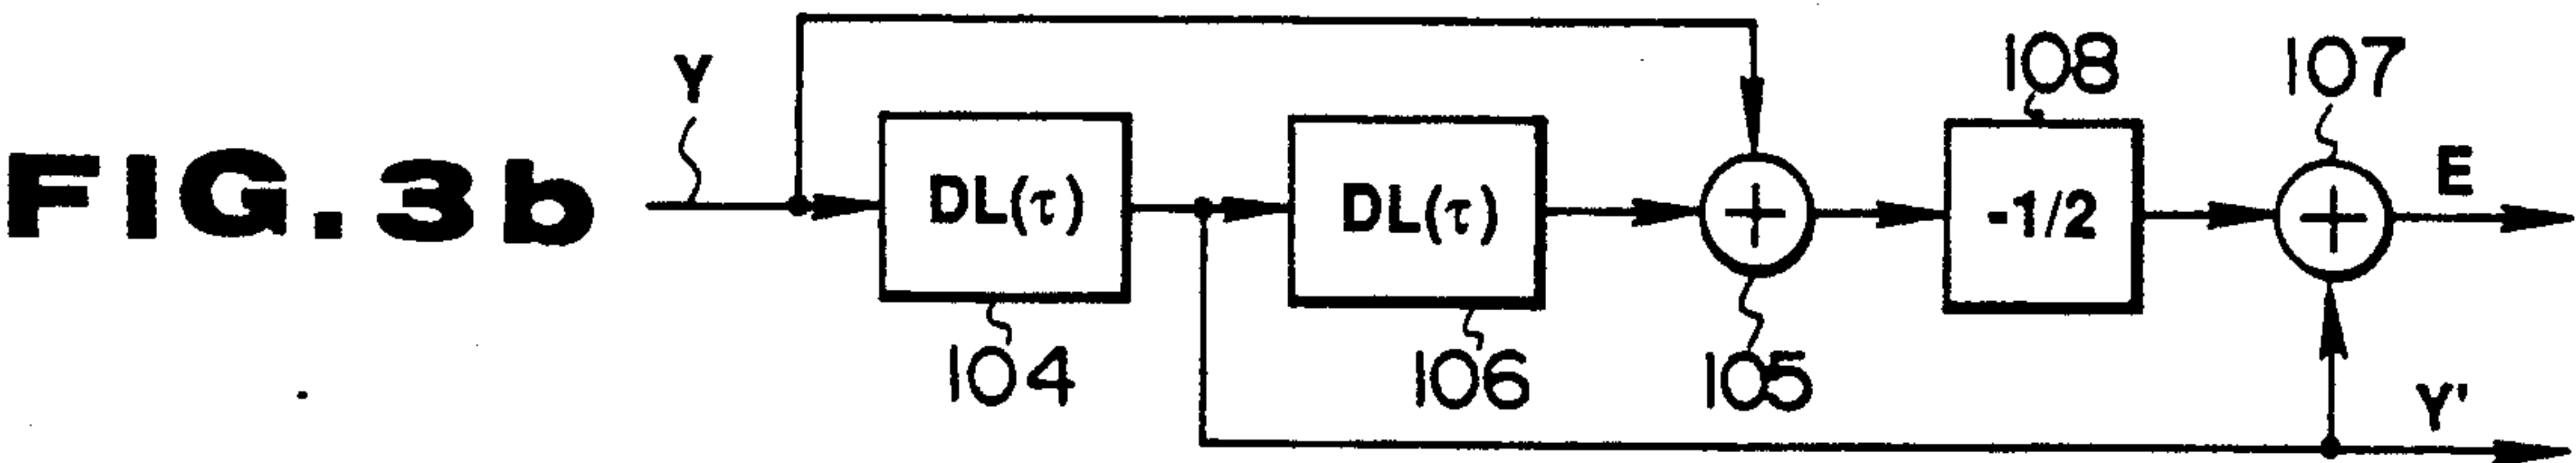 FIG.3b
Y
DL(τ)
104
DL(τ)
106
+
105
-1/2
108
+
107
E
Y'